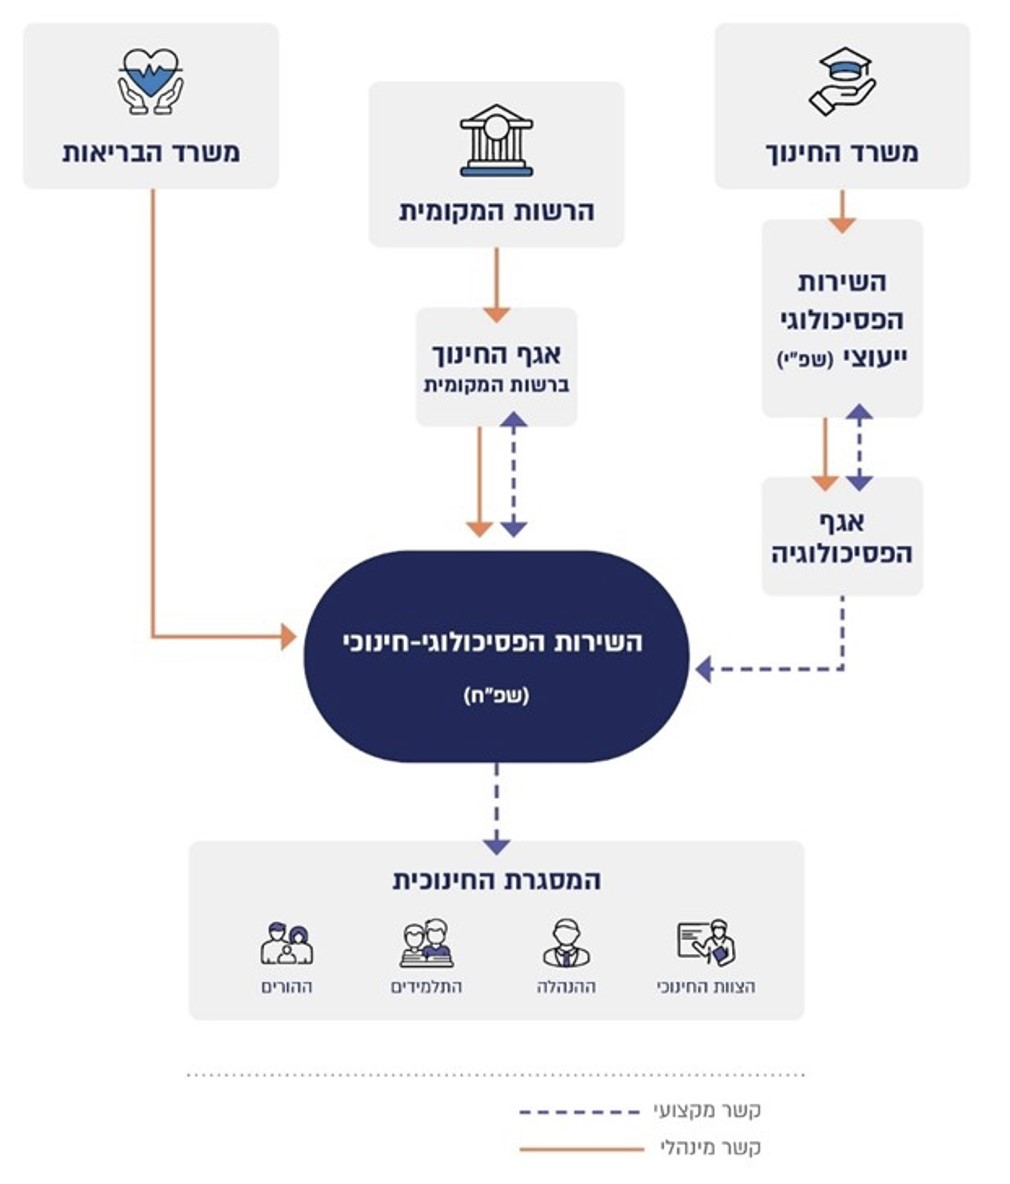 משרד החינוך
הרשות המקומית
משרד הבריאות
השירות
הפסיכולוגי
ייעוצי (שפ"י)
אגף החינוך
ברשות המקומית
אגף
הפסיכולוגיה
השירות הפסיכולוגי-חינוכי
(שפ"ח)
המסגרת החינוכית
הצוות החינוכי
ההנהלה
התלמידים
ההורים
קשר מקצועי
קשר מינהלי